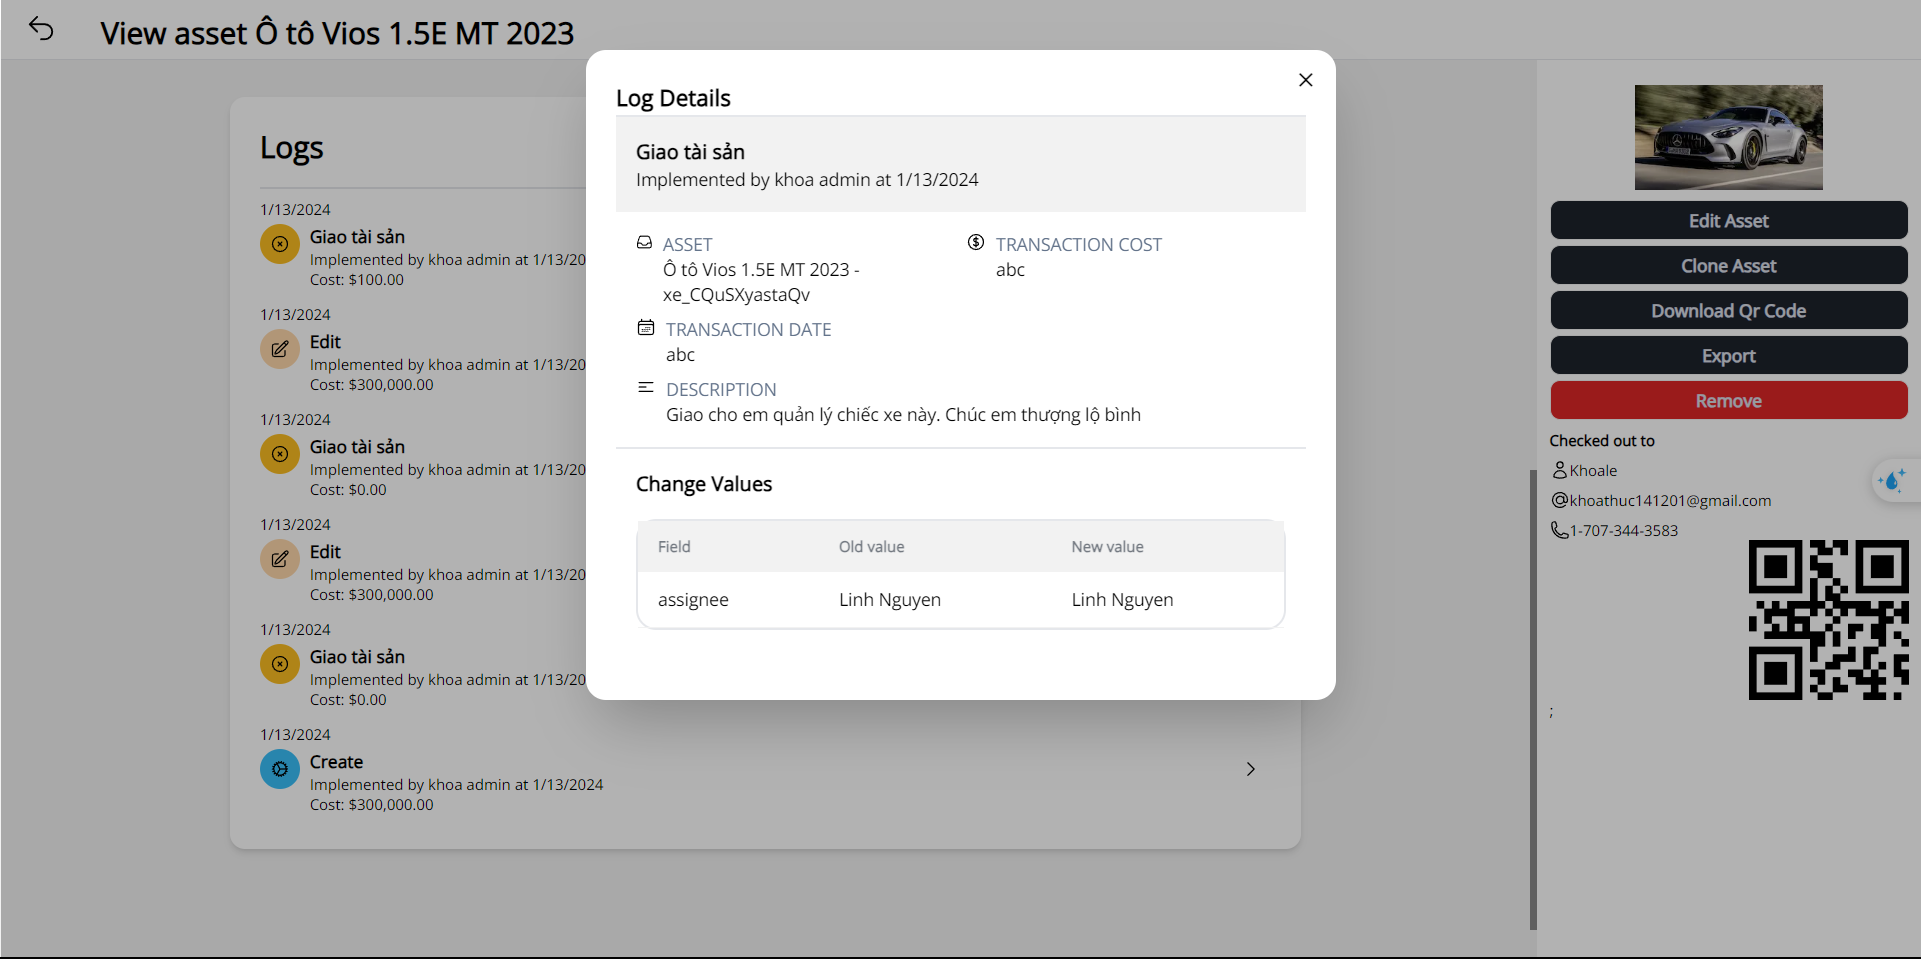 View asset Ô tô Vios 1.5E MT 2023
Logs
1/13/2024
Giao tài sản
Implemented by khoa admin at 1/13/20
Cost: $100.00
1/13/2024
Edit
Implemented by khoa admin at 1/13/20
Cost: $300,000.00
1/13/2024
Giao tài sản
Implemented by khoa admin at 1/13/20
Cost: $0.00
1/13/2024
Edit
Implemented by khoa admin at 1/13/20
Cost: $300,000.00
1/13/2024
Giao tài sản
Implemented by khoa admin at 1/13/20
Cost: $0.00
1/13/2024
Create
Implemented by khoa admin at 1/13/2024
Cost: $300,000.00
Log Details
Giao tài sản
Implemented by khoa admin at 1/13/2024
ASSET
Ô tô Vios 1.5E MT 2023 -
xe_CQuSXyastaQv
TRANSACTION COST
abc
TRANSACTION DATE
abc
DESCRIPTION
Giao cho em quản lý chiếc xe này. Chúc em thượng lộ bình
Change Values
Field Old value New value
assignee Linh Nguyen Linh Nguyen
Edit Asset
Clone Asset
Download Qr Code
Export
Remove
Checked out to
Khoale
khoathuc141201@gmail.com
1-707-344-3583
;